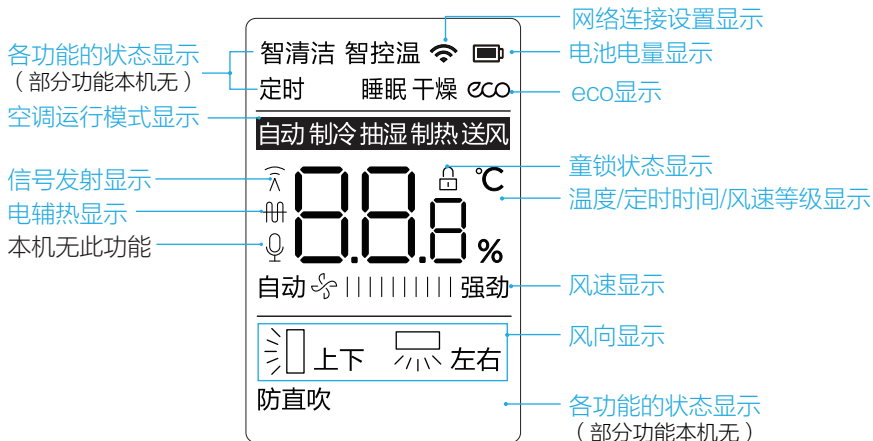 网络连接设置显示
各功能的状态显示
（部分功能本机无）
智清洁 智控温
电池电量显示
定时 睡眠 干燥 eco
eco显示
空调运行模式显示
自动 制冷 抽湿 制热 送风
信号发射显示
童锁状态显示
88.8 ℃
温度/定时时间/风速等级显示
电辅热显示
本机无此功能
%
自动 强劲
风速显示
上下 左右
风向显示
防直吹
各功能的状态显示
（部分功能本机无）